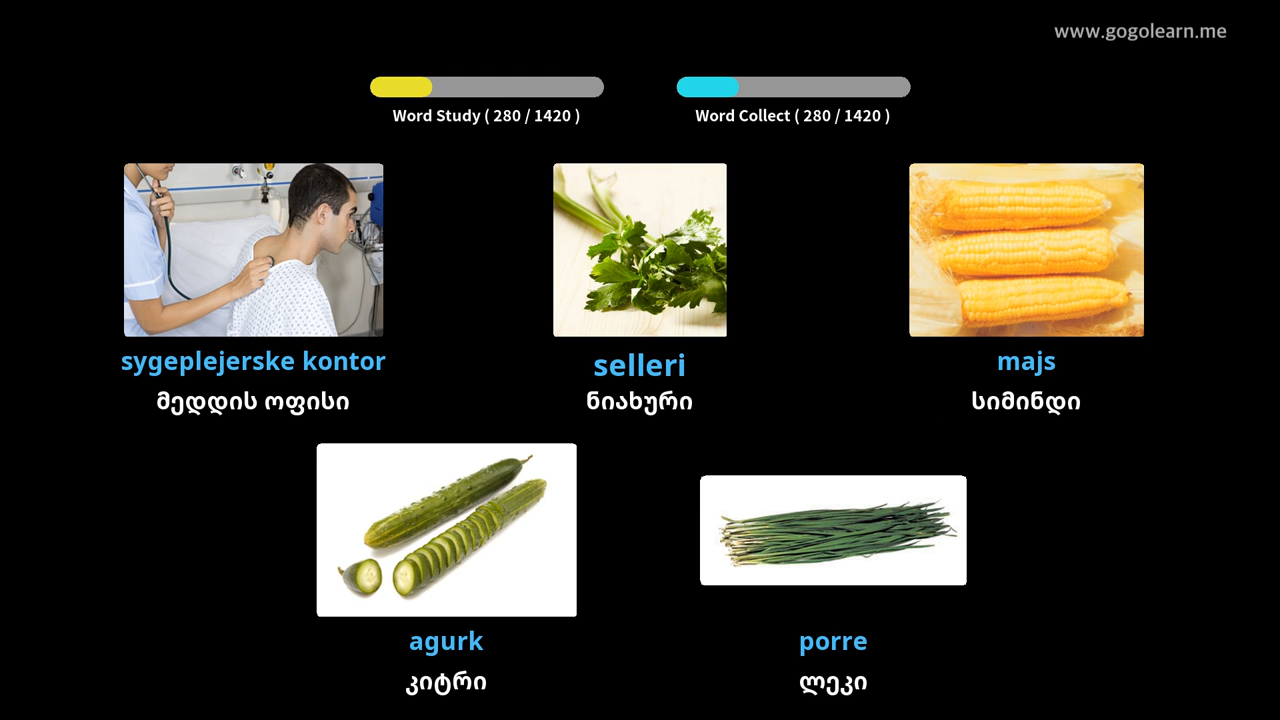 www.gogolearn.me
Word Study ( 280 / 1420 )
Word Collect ( 280 / 1420 )
sygeplejerske kontor
მედდის ოფისი
selleri
ნიახური
majs
სიმინდი
agurk
კიტრი
porre
ლეკი